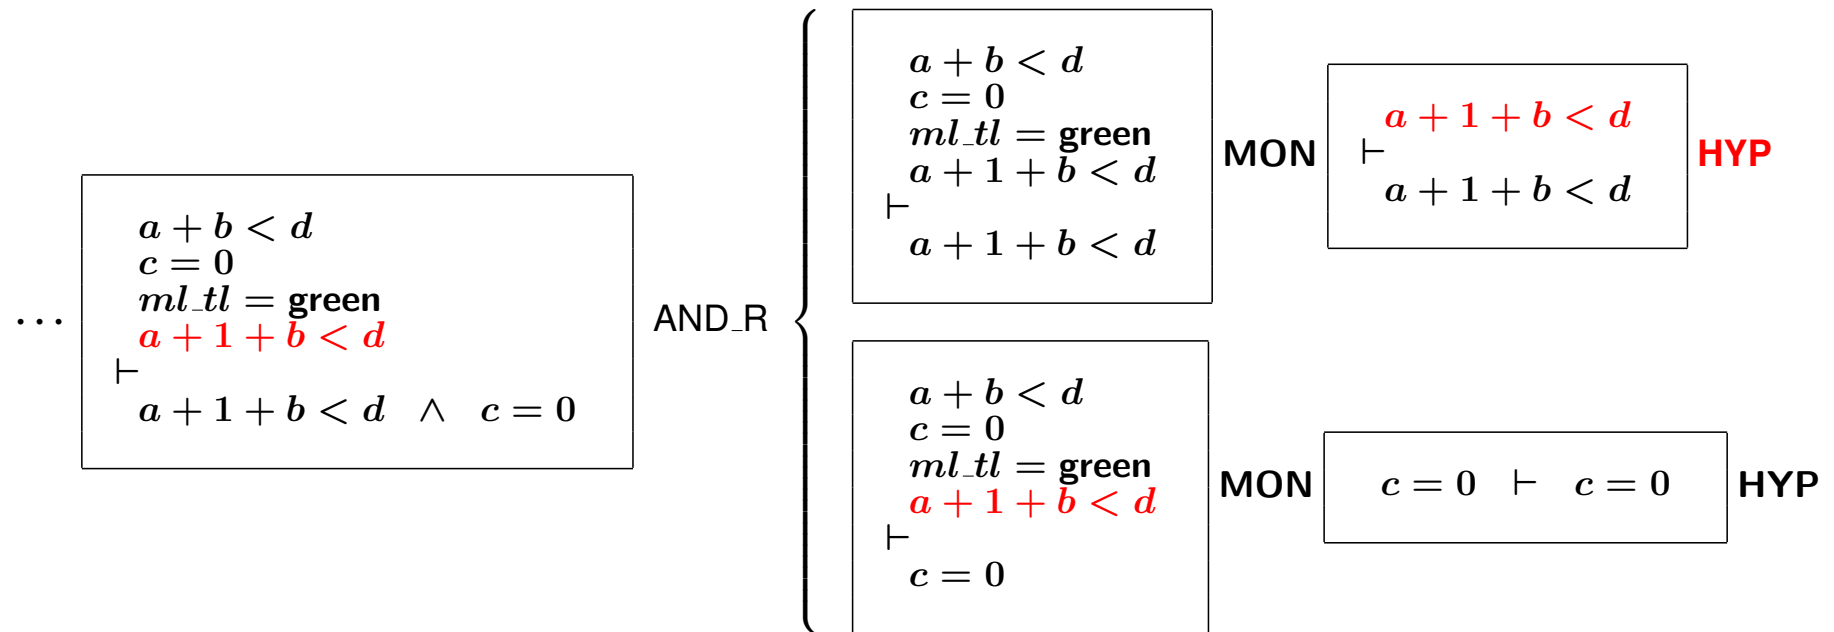 ...
a + b < d
c = 0
ml_tl = green
a + 1 + b < d
⊢
a + 1 + b < d ∧ c = 0
AND_R
a + b < d
c = 0
ml_tl = green
a + 1 + b < d
⊢
a + 1 + b < d
MON
a + 1 + b < d
⊢
a + 1 + b < d
HYP
a + b < d
c = 0
ml_tl = green
a + 1 + b < d
⊢
c = 0
MON
c = 0 ⊢ c = 0
HYP